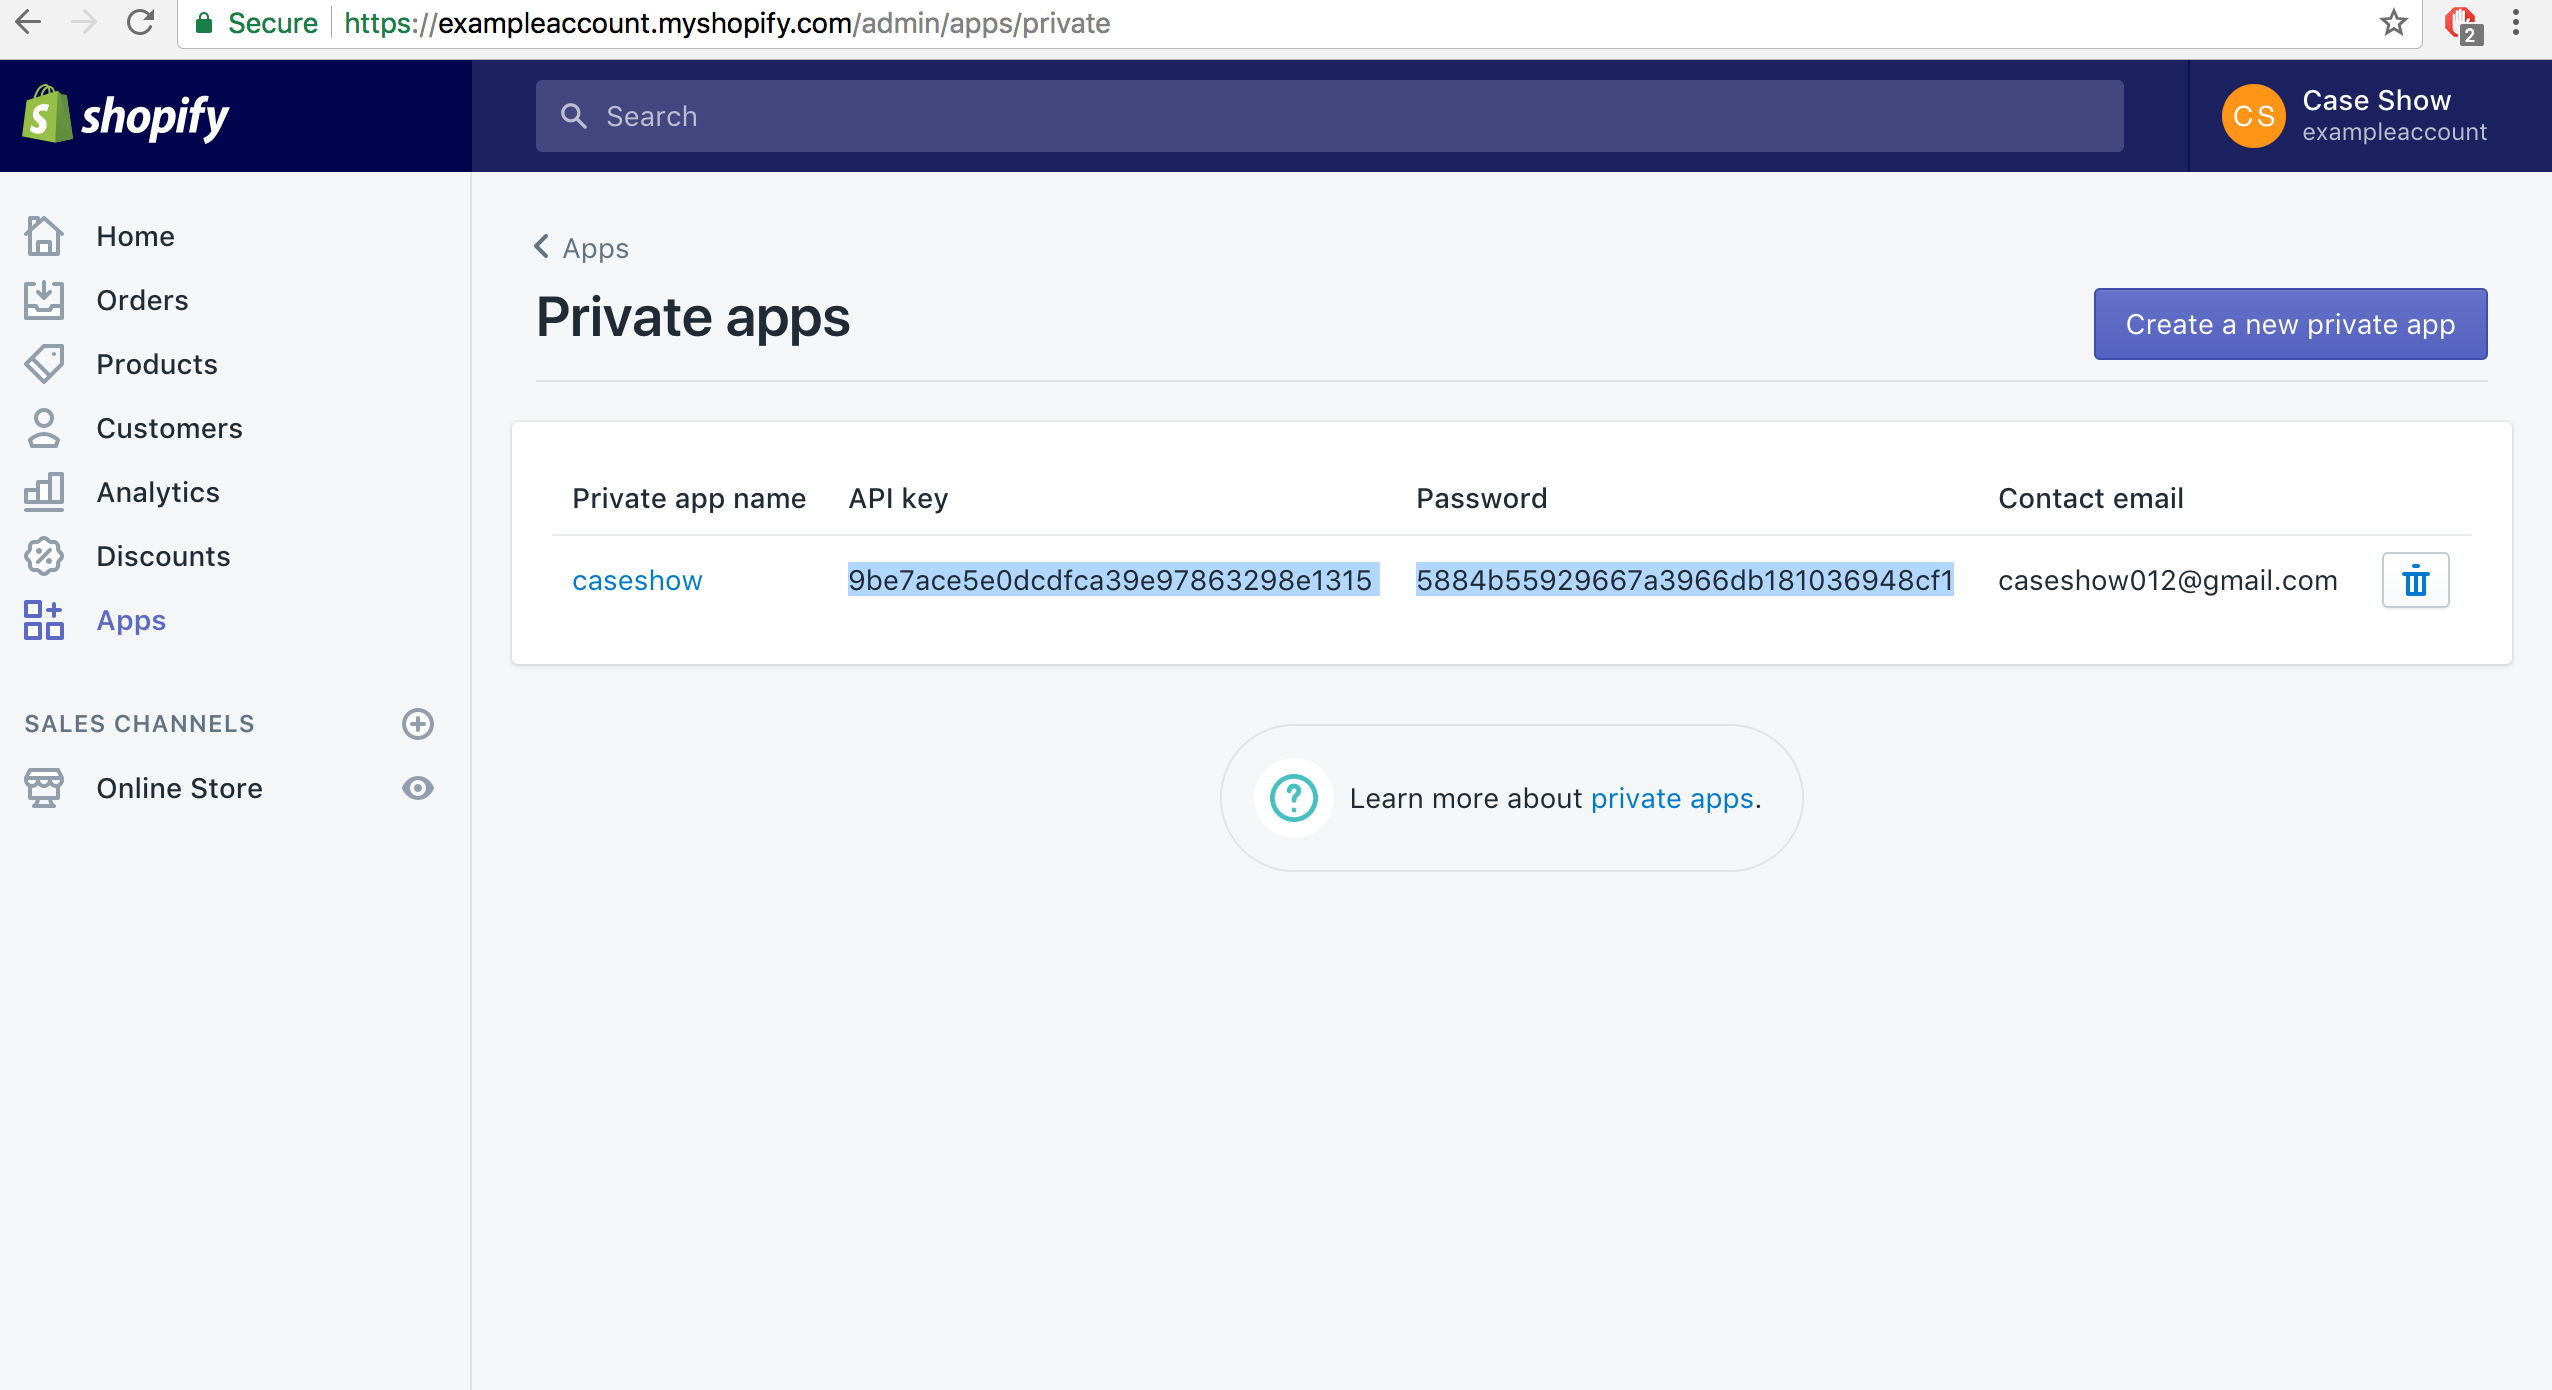 Secure https://exampleaccount.myshopify.com/admin/apps/private
2
shopify
Search
CS
Case Show
exampleaccount
Home
Orders
Products
Customers
Analytics
Discounts
Apps
SALES CHANNELS
Online Store
Apps
Private apps
Create a new private app
Private app name API key Password Contact email
caseshow 9be7ace5e0dcdfca39e97863298e1315 5884b55929667a3966db181036948cf1 caseshow012@gmail.com
Learn more about private apps.